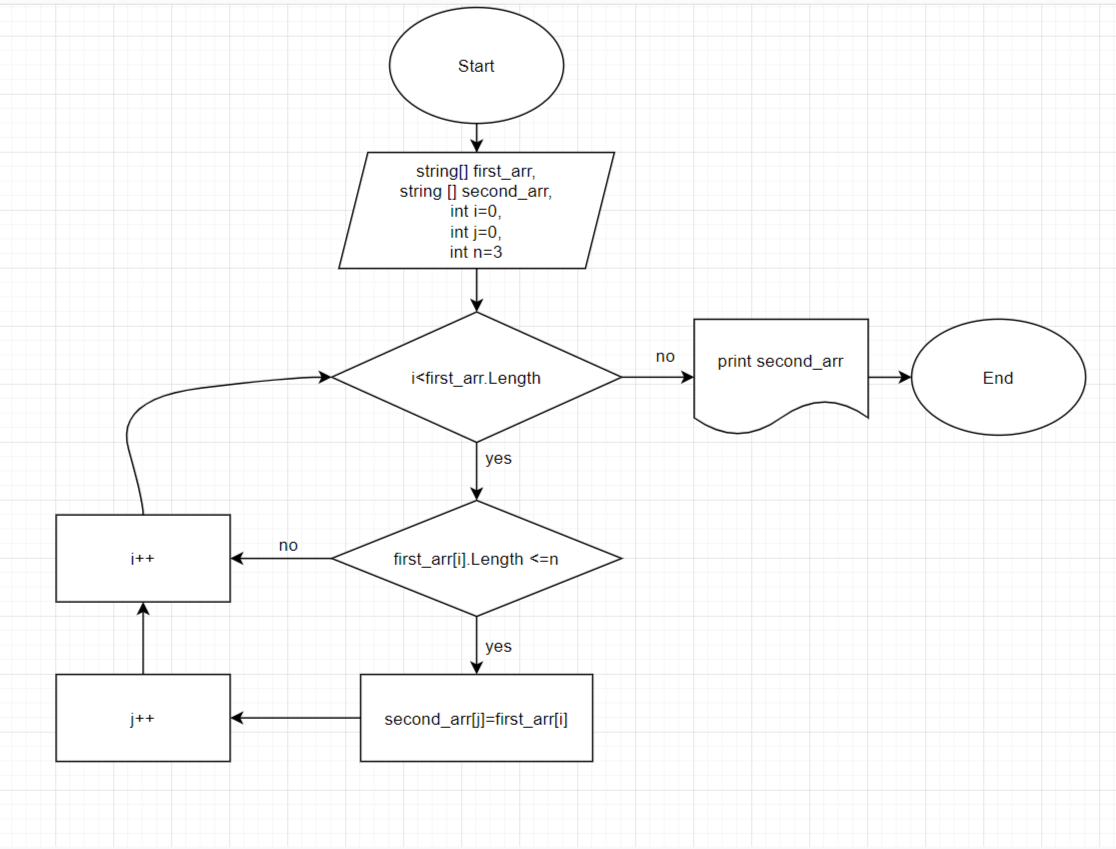 Start
string[] first_arr,
string [] second_arr,
int i=0,
int j=0,
int n=3
i<first_arr.Length
no
print second_arr
End
yes
first_arr[i].Length <=n
no
i++
yes
second_arr[j]=first_arr[i]
j++